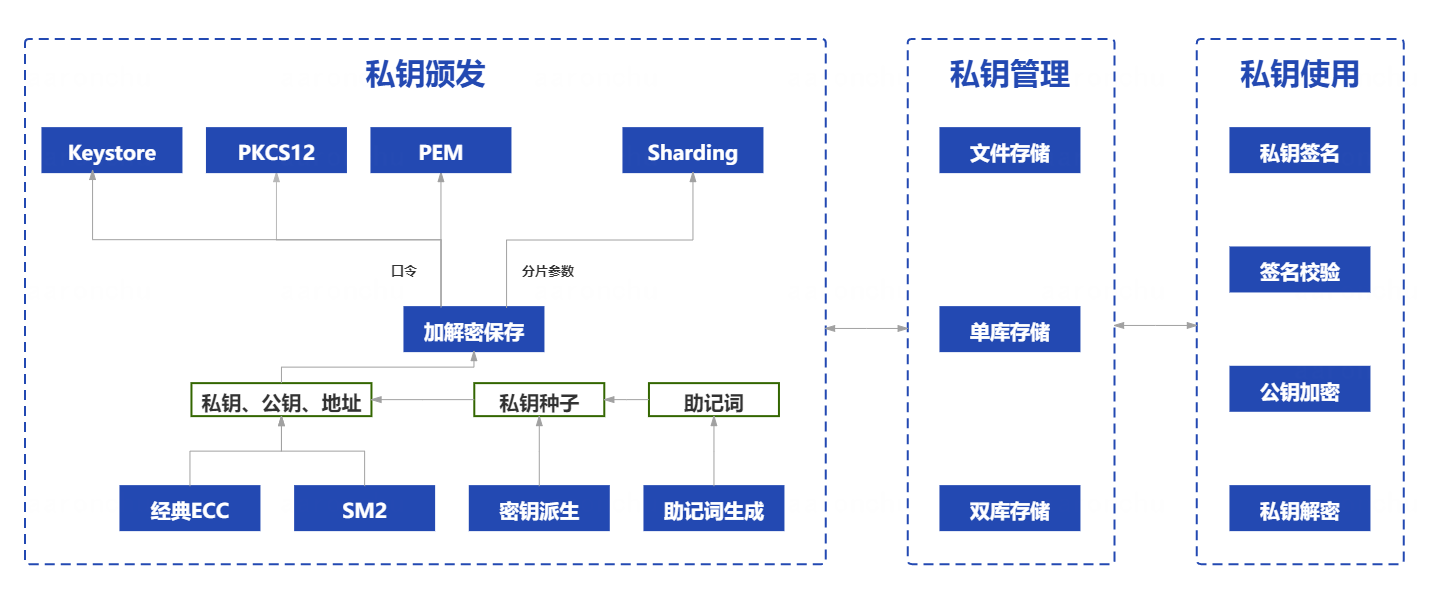 私钥颁发
Keystore
PKCS12
PEM
Sharding
口令
分片参数
加解密保存
私钥、公钥、地址
私钥种子
助记词
经典ECC
SM2
密钥派生
助记词生成
私钥管理
文件存储
单库存储
双库存储
私钥使用
私钥签名
签名校验
公钥加密
私钥解密